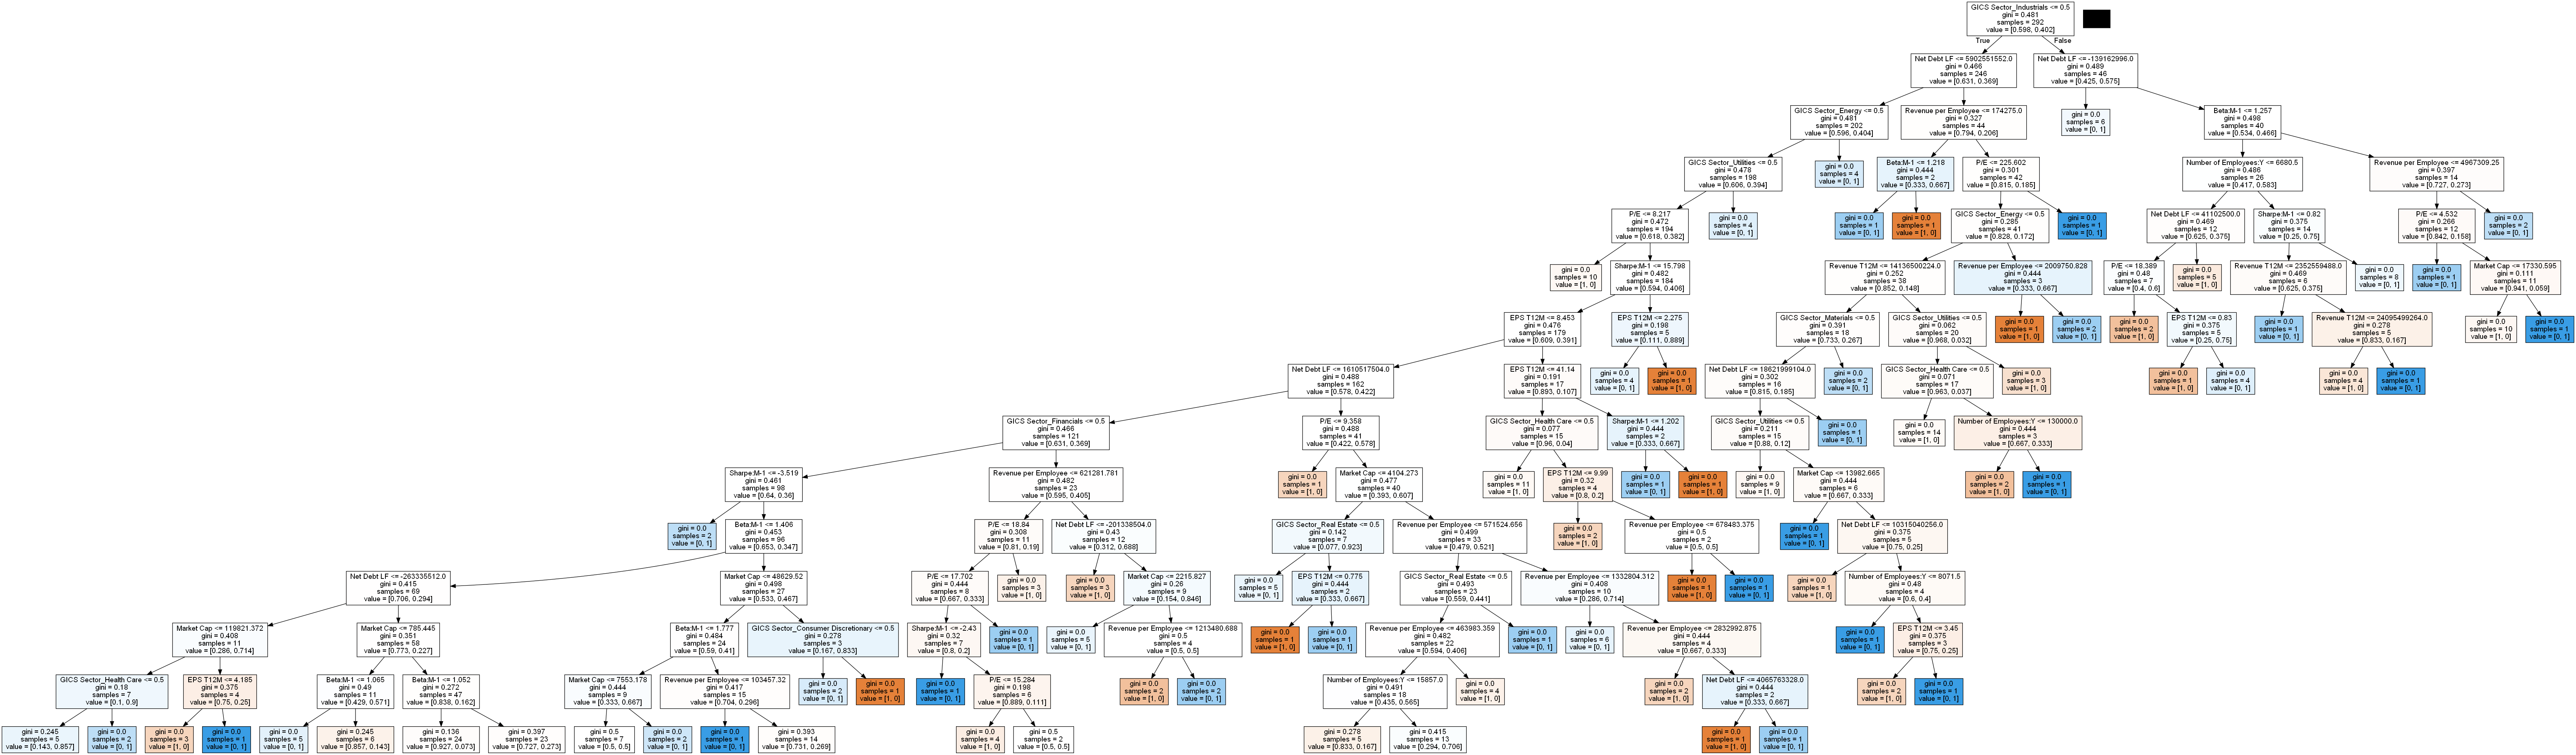 GICS Sector_Industrials <= 0.5
gini = 0.481
samples = 292
value = [0.598, 0.402]
True
False
Net Debt LF <= 5902551552.0
gini = 0.466
samples = 246
value = [0.631, 0.369]
Net Debt LF <= -139162996.0
gini = 0.489
samples = 46
value = [0.425, 0.575]
GICS Sector_Energy <= 0.5
gini = 0.481
samples = 202
value = [0.596, 0.404]
Revenue per Employee <= 174275.0
gini = 0.327
samples = 44
value = [0.794, 0.206]
gini = 0.0
samples = 6
value = [0, 1]
Beta:M-1 <= 1.257
gini = 0.498
samples = 40
value = [0.534, 0.466]
GICS Sector_Utilities <= 0.5
gini = 0.478
samples = 198
value = [0.606, 0.394]
gini = 0.0
samples = 4
value = [0, 1]
Beta:M-1 <= 1.218
gini = 0.444
samples = 2
value = [0.333, 0.667]
P/E <= 225.602
gini = 0.301
samples = 42
value = [0.815, 0.185]
Number of Employees:Y <= 6680.5
gini = 0.486
samples = 26
value = [0.417, 0.583]
Revenue per Employee <= 4967309.25
gini = 0.397
samples = 14
value = [0.727, 0.273]
P/E <= 8.217
gini = 0.472
samples = 194
value = [0.618, 0.382]
gini = 0.0
samples = 4
value = [0, 1]
gini = 0.0
samples = 1
value = [0, 1]
gini = 0.0
samples = 1
value = [1, 0]
GICS Sector_Energy <= 0.5
gini = 0.285
samples = 41
value = [0.828, 0.172]
gini = 0.0
samples = 1
value = [0, 1]
Net Debt LF <= 41102500.0
gini = 0.469
samples = 12
value = [0.625, 0.375]
Sharpe:M-1 <= 0.82
gini = 0.375
samples = 14
value = [0.25, 0.75]
P/E <= 4.532
gini = 0.266
samples = 12
value = [0.842, 0.158]
gini = 0.0
samples = 2
value = [0, 1]
gini = 0.0
samples = 10
value = [1, 0]
Sharpe:M-1 <= 15.798
gini = 0.482
samples = 184
value = [0.594, 0.406]
Revenue T12M <= 14136500224.0
gini = 0.252
samples = 38
value = [0.852, 0.148]
Revenue per Employee <= 2009750.828
gini = 0.444
samples = 3
value = [0.333, 0.667]
P/E <= 18.389
gini = 0.48
samples = 7
value = [0.4, 0.6]
gini = 0.0
samples = 5
value = [1, 0]
Revenue T12M <= 2352559488.0
gini = 0.469
samples = 6
value = [0.625, 0.375]
gini = 0.0
samples = 8
value = [0, 1]
gini = 0.0
samples = 1
value = [0, 1]
Market Cap <= 17330.595
gini = 0.111
samples = 11
value = [0.941, 0.059]
EPS T12M <= 8.453
gini = 0.476
samples = 179
value = [0.609, 0.391]
EPS T12M <= 2.275
gini = 0.198
samples = 5
value = [0.111, 0.889]
GICS Sector_Materials <= 0.5
gini = 0.391
samples = 18
value = [0.733, 0.267]
GICS Sector_Utilities <= 0.5
gini = 0.062
samples = 20
value = [0.968, 0.032]
gini = 0.0
samples = 1
value = [1, 0]
gini = 0.0
samples = 2
value = [0, 1]
gini = 0.0
samples = 2
value = [1, 0]
EPS T12M <= 0.83
gini = 0.375
samples = 5
value = [0.25, 0.75]
gini = 0.0
samples = 1
value = [0, 1]
Revenue T12M <= 24095499264.0
gini = 0.278
samples = 5
value = [0.833, 0.167]
gini = 0.0
samples = 10
value = [1, 0]
gini = 0.0
samples = 1
value = [0, 1]
Net Debt LF <= 1610517504.0
gini = 0.488
samples = 162
value = [0.578, 0.422]
EPS T12M <= 41.14
gini = 0.191
samples = 17
value = [0.893, 0.107]
gini = 0.0
samples = 4
value = [0, 1]
gini = 0.0
samples = 1
value = [1, 0]
Net Debt LF <= 18621999104.0
gini = 0.302
samples = 16
value = [0.815, 0.185]
gini = 0.0
samples = 2
value = [0, 1]
GICS Sector_Health Care <= 0.5
gini = 0.071
samples = 17
value = [0.963, 0.037]
gini = 0.0
samples = 3
value = [1, 0]
gini = 0.0
samples = 1
value = [1, 0]
gini = 0.0
samples = 4
value = [0, 1]
gini = 0.0
samples = 4
value = [1, 0]
gini = 0.0
samples = 1
value = [0, 1]
GICS Sector_Financials <= 0.5
gini = 0.466
samples = 121
value = [0.631, 0.369]
P/E <= 9.358
gini = 0.488
samples = 41
value = [0.422, 0.578]
GICS Sector_Health Care <= 0.5
gini = 0.077
samples = 15
value = [0.96, 0.04]
Sharpe:M-1 <= 1.202
gini = 0.444
samples = 2
value = [0.333, 0.667]
GICS Sector_Utilities <= 0.5
gini = 0.211
samples = 15
value = [0.88, 0.12]
gini = 0.0
samples = 1
value = [0, 1]
gini = 0.0
samples = 14
value = [1, 0]
Number of Employees:Y <= 130000.0
gini = 0.444
samples = 3
value = [0.667, 0.333]
Sharpe:M-1 <= -3.519
gini = 0.461
samples = 98
value = [0.64, 0.36]
Revenue per Employee <= 621281.781
gini = 0.482
samples = 23
value = [0.595, 0.405]
gini = 0.0
samples = 1
value = [1, 0]
Market Cap <= 4104.273
gini = 0.477
samples = 40
value = [0.393, 0.607]
gini = 0.0
samples = 11
value = [1, 0]
EPS T12M <= 9.99
gini = 0.32
samples = 4
value = [0.8, 0.2]
gini = 0.0
samples = 1
value = [0, 1]
gini = 0.0
samples = 1
value = [1, 0]
gini = 0.0
samples = 9
value = [1, 0]
Market Cap <= 13982.665
gini = 0.444
samples = 6
value = [0.667, 0.333]
gini = 0.0
samples = 2
value = [1, 0]
gini = 0.0
samples = 1
value = [0, 1]
gini = 0.0
samples = 2
value = [0, 1]
Beta:M-1 <= 1.406
gini = 0.453
samples = 96
value = [0.653, 0.347]
P/E <= 18.84
gini = 0.308
samples = 11
value = [0.81, 0.19]
Net Debt LF <= -201338504.0
gini = 0.43
samples = 12
value = [0.312, 0.688]
GICS Sector_Real Estate <= 0.5
gini = 0.142
samples = 7
value = [0.077, 0.923]
Revenue per Employee <= 571524.656
gini = 0.499
samples = 33
value = [0.479, 0.521]
gini = 0.0
samples = 2
value = [1, 0]
Revenue per Employee <= 678483.375
gini = 0.5
samples = 2
value = [0.5, 0.5]
gini = 0.0
samples = 1
value = [0, 1]
Net Debt LF <= 10315040256.0
gini = 0.375
samples = 5
value = [0.75, 0.25]
Net Debt LF <= -263335512.0
gini = 0.415
samples = 69
value = [0.706, 0.294]
Market Cap <= 48629.52
gini = 0.498
samples = 27
value = [0.533, 0.467]
P/E <= 17.702
gini = 0.444
samples = 8
value = [0.667, 0.333]
gini = 0.0
samples = 3
value = [1, 0]
gini = 0.0
samples = 3
value = [1, 0]
Market Cap <= 2215.827
gini = 0.26
samples = 9
value = [0.154, 0.846]
gini = 0.0
samples = 5
value = [0, 1]
EPS T12M <= 0.775
gini = 0.444
samples = 2
value = [0.333, 0.667]
GICS Sector_Real Estate <= 0.5
gini = 0.493
samples = 23
value = [0.559, 0.441]
Revenue per Employee <= 1332804.312
gini = 0.408
samples = 10
value = [0.286, 0.714]
gini = 0.0
samples = 1
value = [1, 0]
gini = 0.0
samples = 1
value = [0, 1]
gini = 0.0
samples = 1
value = [1, 0]
Number of Employees:Y <= 8071.5
gini = 0.48
samples = 4
value = [0.6, 0.4]
Market Cap <= 119821.372
gini = 0.408
samples = 11
value = [0.286, 0.714]
Market Cap <= 785.445
gini = 0.351
samples = 58
value = [0.773, 0.227]
Beta:M-1 <= 1.777
gini = 0.484
samples = 24
value = [0.59, 0.41]
GICS Sector_Consumer Discretionary <= 0.5
gini = 0.278
samples = 3
value = [0.167, 0.833]
Sharpe:M-1 <= -2.43
gini = 0.32
samples = 7
value = [0.8, 0.2]
gini = 0.0
samples = 1
value = [0, 1]
gini = 0.0
samples = 5
value = [0, 1]
Revenue per Employee <= 1213480.688
gini = 0.5
samples = 4
value = [0.5, 0.5]
gini = 0.0
samples = 1
value = [1, 0]
gini = 0.0
samples = 1
value = [0, 1]
Revenue per Employee <= 463983.359
gini = 0.482
samples = 22
value = [0.594, 0.406]
gini = 0.0
samples = 1
value = [0, 1]
gini = 0.0
samples = 6
value = [0, 1]
Revenue per Employee <= 2832992.875
gini = 0.444
samples = 4
value = [0.667, 0.333]
gini = 0.0
samples = 1
value = [0, 1]
EPS T12M <= 3.45
gini = 0.375
samples = 3
value = [0.75, 0.25]
GICS Sector_Health Care <= 0.5
gini = 0.18
samples = 7
value = [0.1, 0.9]
EPS T12M <= 4.185
gini = 0.375
samples = 4
value = [0.75, 0.25]
Beta:M-1 <= 1.065
gini = 0.49
samples = 11
value = [0.429, 0.571]
Beta:M-1 <= 1.052
gini = 0.272
samples = 47
value = [0.838, 0.162]
Market Cap <= 7553.178
gini = 0.444
samples = 9
value = [0.333, 0.667]
Revenue per Employee <= 103457.32
gini = 0.417
samples = 15
value = [0.704, 0.296]
gini = 0.0
samples = 2
value = [0, 1]
gini = 0.0
samples = 1
value = [1, 0]
gini = 0.0
samples = 1
value = [0, 1]
P/E <= 15.284
gini = 0.198
samples = 6
value = [0.889, 0.111]
gini = 0.0
samples = 2
value = [1, 0]
gini = 0.0
samples = 2
value = [0, 1]
Number of Employees:Y <= 15857.0
gini = 0.491
samples = 18
value = [0.435, 0.565]
gini = 0.0
samples = 4
value = [1, 0]
gini = 0.0
samples = 2
value = [1, 0]
Net Debt LF <= 4065763328.0
gini = 0.444
samples = 2
value = [0.333, 0.667]
gini = 0.0
samples = 2
value = [1, 0]
gini = 0.0
samples = 1
value = [0, 1]
gini = 0.245
samples = 5
value = [0.143, 0.857]
gini = 0.0
samples = 2
value = [0, 1]
gini = 0.0
samples = 3
value = [1, 0]
gini = 0.0
samples = 1
value = [0, 1]
gini = 0.0
samples = 5
value = [0, 1]
gini = 0.245
samples = 6
value = [0.857, 0.143]
gini = 0.136
samples = 24
value = [0.927, 0.073]
gini = 0.397
samples = 23
value = [0.727, 0.273]
gini = 0.5
samples = 7
value = [0.5, 0.5]
gini = 0.0
samples = 2
value = [0, 1]
gini = 0.0
samples = 1
value = [0, 1]
gini = 0.393
samples = 14
value = [0.731, 0.269]
gini = 0.0
samples = 4
value = [1, 0]
gini = 0.5
samples = 2
value = [0.5, 0.5]
gini = 0.278
samples = 5
value = [0.833, 0.167]
gini = 0.415
samples = 13
value = [0.294, 0.706]
gini = 0.0
samples = 1
value = [1, 0]
gini = 0.0
samples = 1
value = [0, 1]